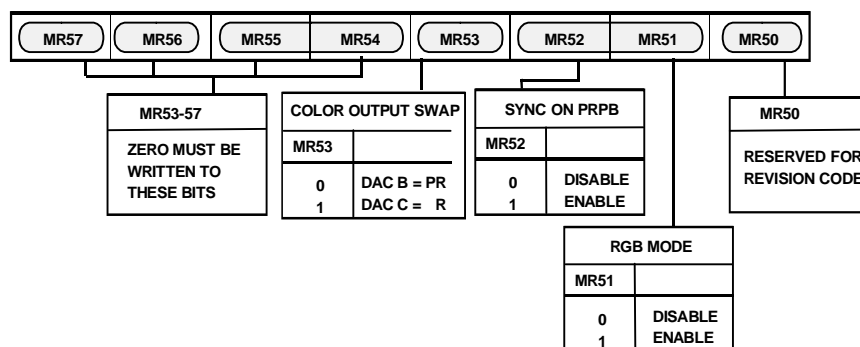 MR57 MR56 MR55 MR54 MR53 MR52 MR51 MR50
MR53-57
ZERO MUST BE
WRITTEN TO
THESE BITS
COLOR OUTPUT SWAP
MR53
0 DAC B = PR
1 DAC C = R
SYNC ON PRPB
MR52
0 DISABLE
1 ENABLE
MR50
RESERVED FOR
REVISION CODE
RGB MODE
MR51
0 DISABLE
1 ENABLE